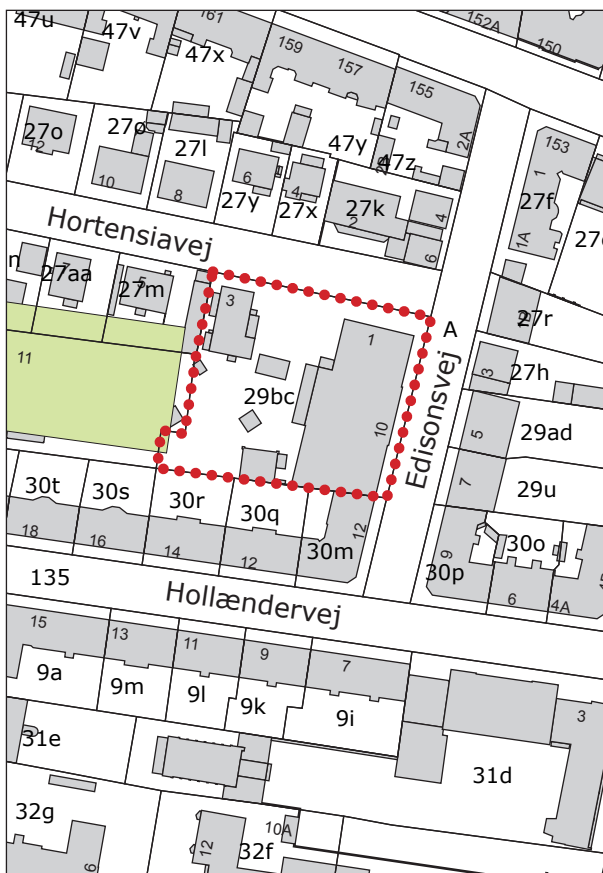 47u
47v
161
47x
159
157
155
152A
150
47y
47z
2A
153
1
27f
1A
27o
12
27p
10
27l
8
6
27y
4
27x
27k
2
4
6
Hortensiavej
n
27aa
7
5
27m
3
1
A
27r
3
27h
11
29bc
10
Edisonsvej
5
29ad
7
29u
30t
30s
30r
30q
30m
12
18
16
14
12
9
30p
30o
6
4A
135
Hollændervej
15
13
11
9
7
9a
9m
9l
9k
9i
3
31e
31d
32g
6
12
10A
32f